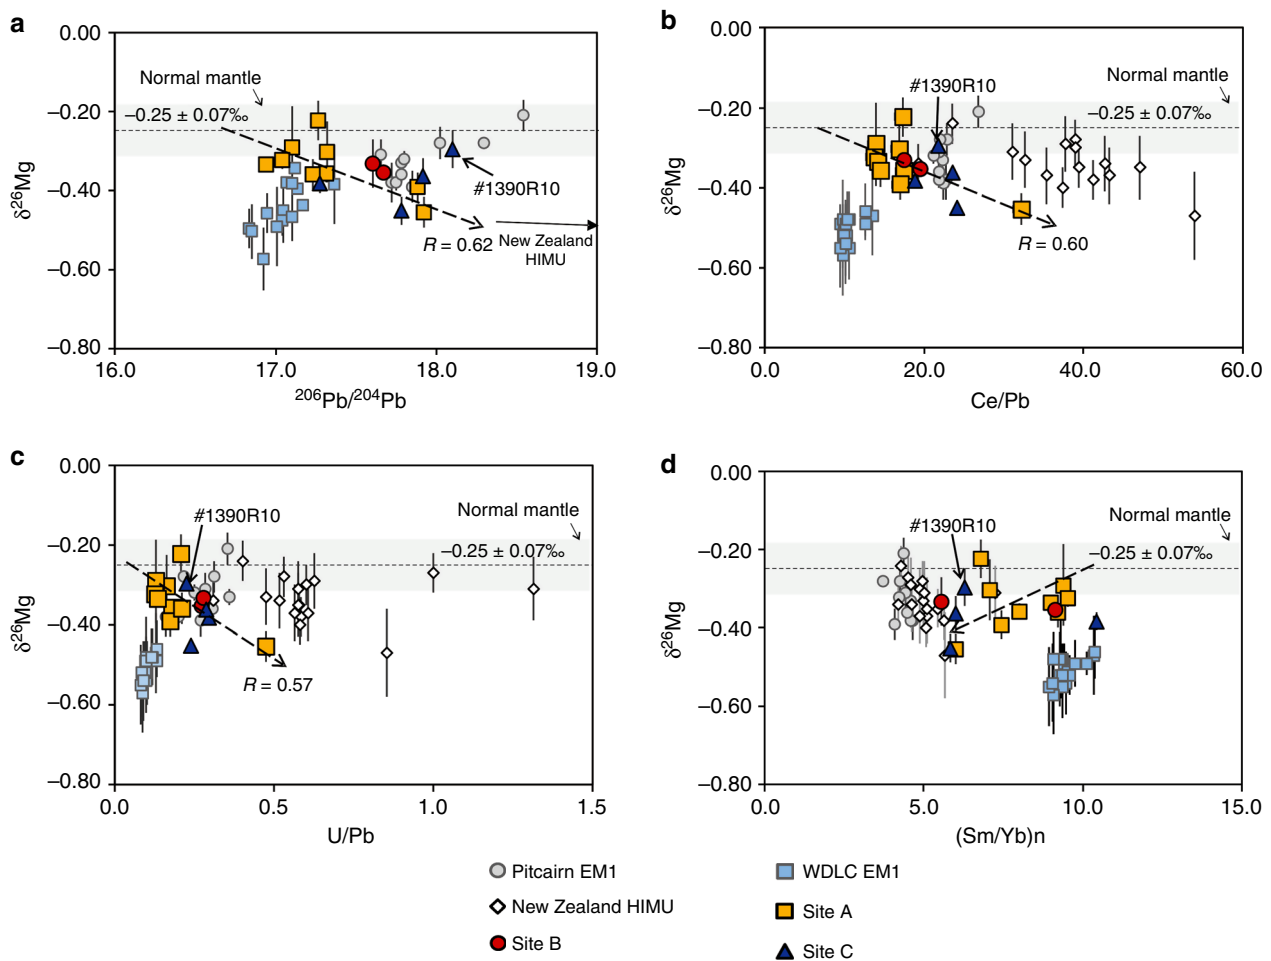 a
0.00
−0.20
−0.40
−0.60
−0.80
δ26Mg
Normal mantle
−0.25 ± 0.07‰
#1390R10
R = 0.62
New Zealand
HIMU
16.0
17.0
18.0
19.0
206Pb/204Pb
b
0.00
−0.20
−0.40
−0.60
−0.80
δ26Mg
Normal mantle
#1390R10
−0.25 ± 0.07‰
R = 0.60
0.0
20.0
40.0
60.0
Ce/Pb
c
0.00
−0.20
−0.40
−0.60
−0.80
δ26Mg
#1390R10
Normal mantle
−0.25 ± 0.07‰
R = 0.57
0.0
0.5
1.0
1.5
U/Pb
d
0.00
−0.20
−0.40
−0.60
−0.80
δ26Mg
#1390R10
Normal mantle
−0.25 ± 0.07‰
0.0
5.0
10.0
15.0
(Sm/Yb)n
Pitcairn EM1
New Zealand HIMU
Site B
WDLC EM1
Site A
Site C